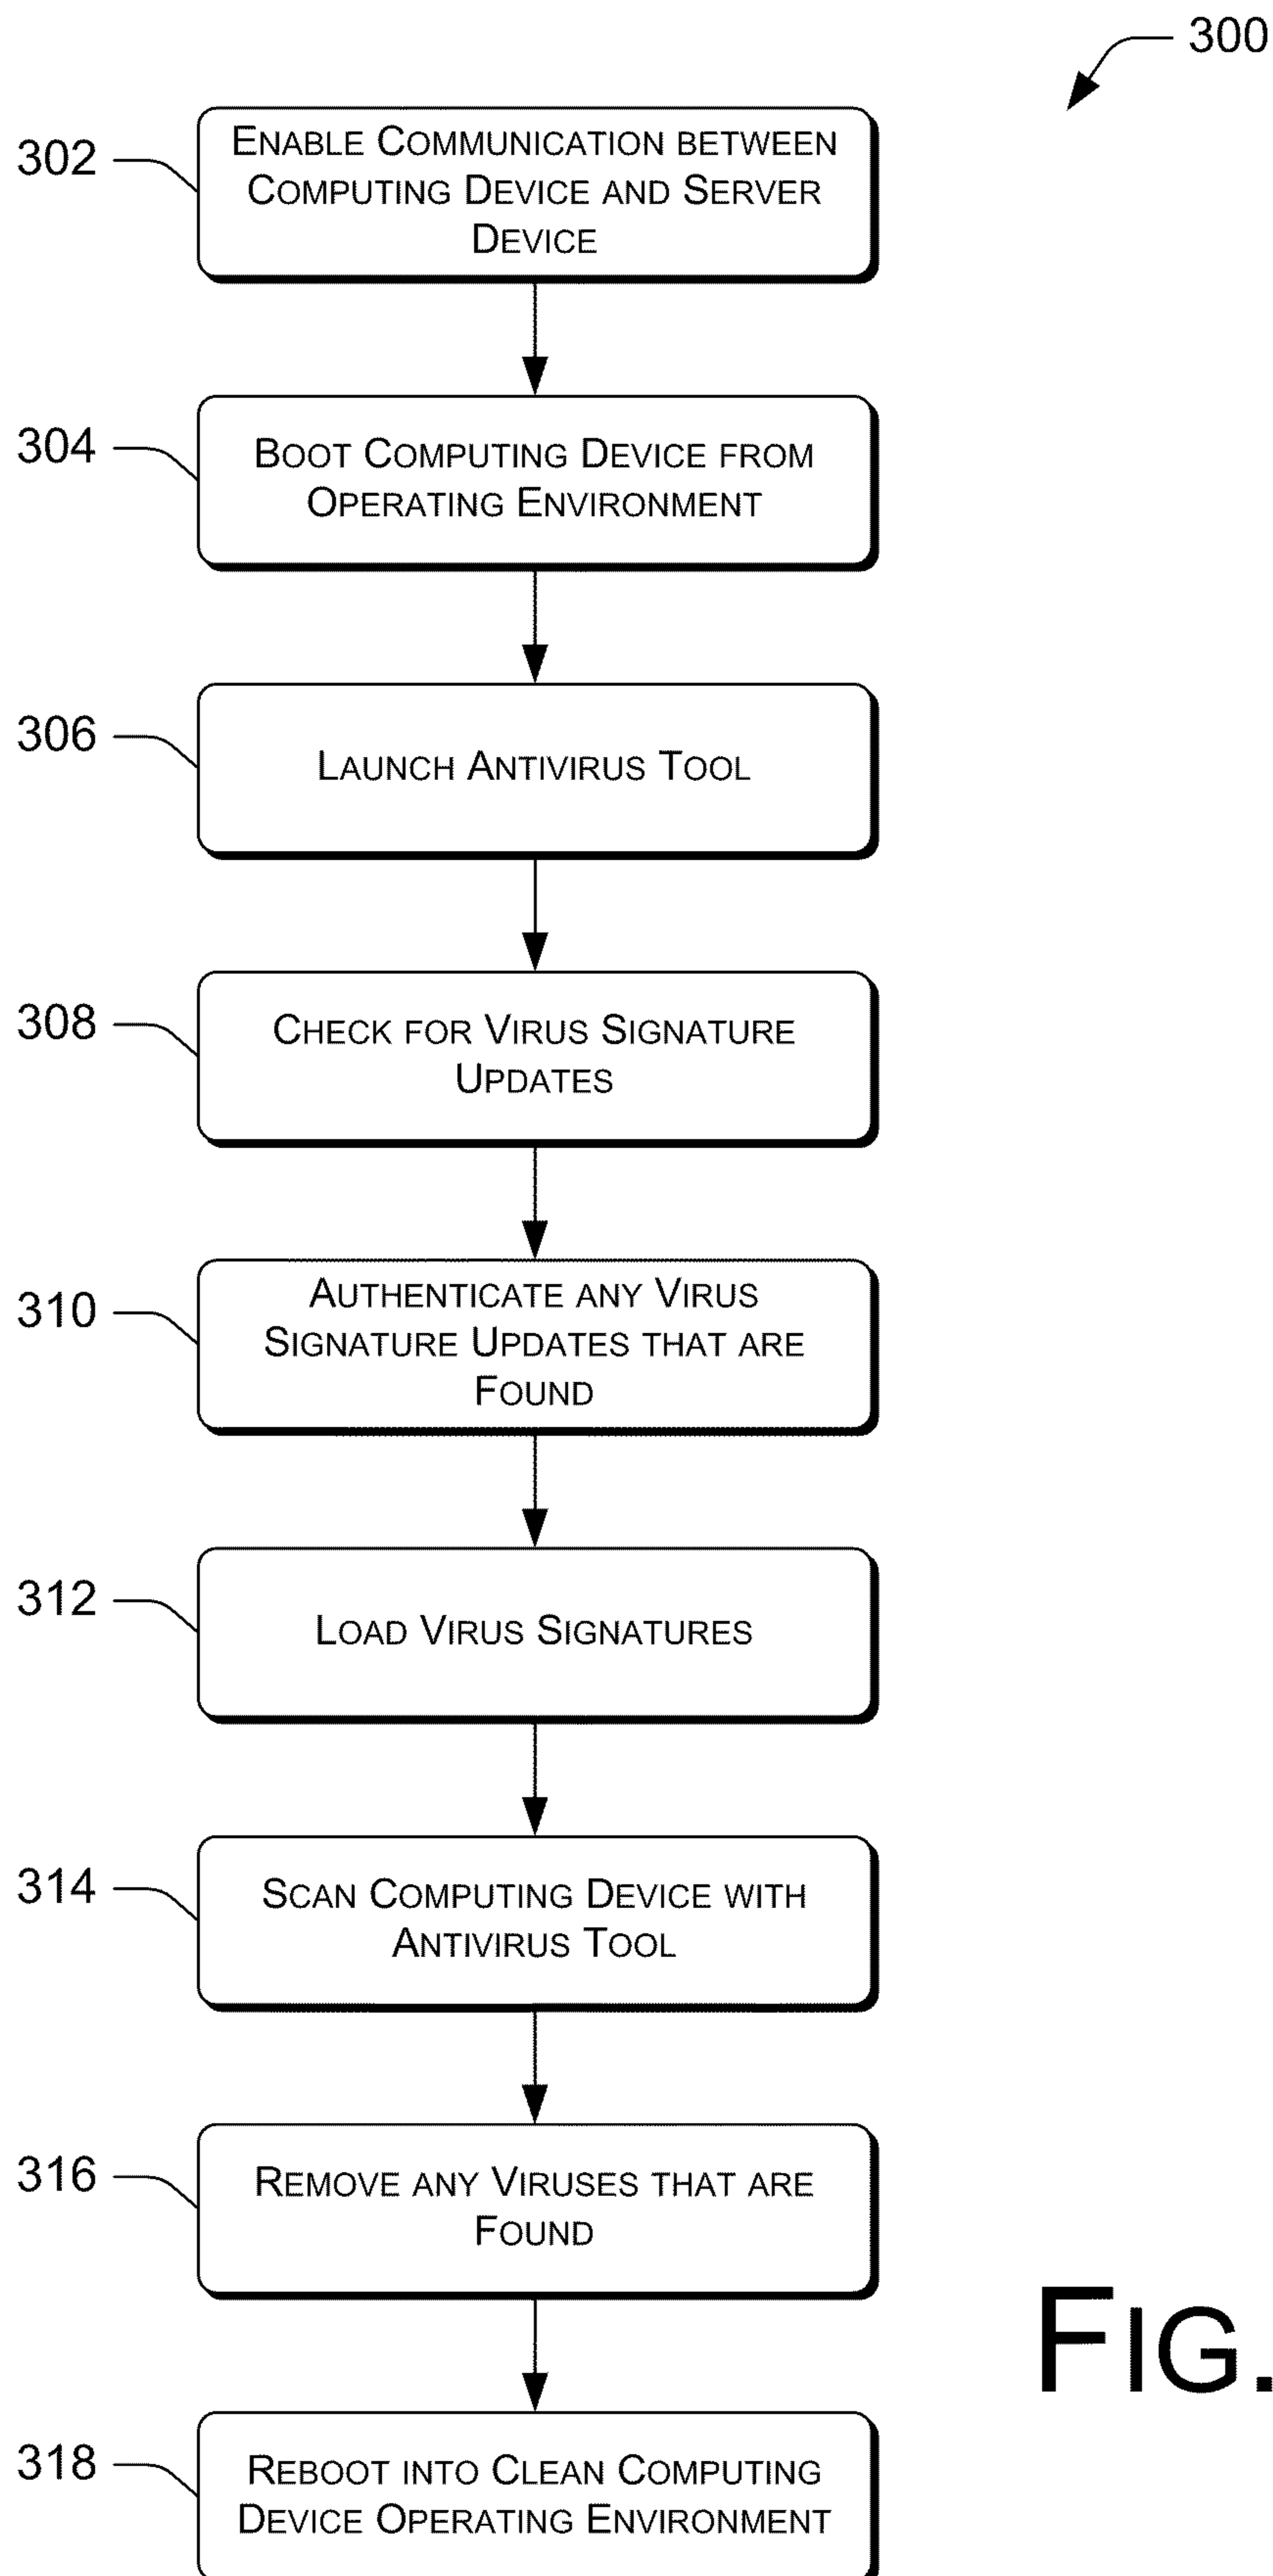 300
302
ENABLE COMMUNICATION BETWEEN
COMPUTING DEVICE AND SERVER
DEVICE
304
BOOT COMPUTING DEVICE FROM
OPERATING ENVIRONMENT
306
LAUNCH ANTIVIRUS TOOL
308
CHECK FOR VIRUS SIGNATURE
UPDATES
310
AUTHENTICATE ANY VIRUS
SIGNATURE UPDATES THAT ARE
FOUND
312
LOAD VIRUS SIGNATURES
314
SCAN COMPUTING DEVICE WITH
ANTIVIRUS TOOL
316
REMOVE ANY VIRUSES THAT ARE
FOUND
FIG.
318
REBOOT INTO CLEAN COMPUTING
DEVICE OPERATING ENVIRONMENT